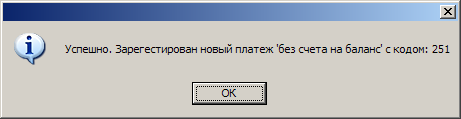 Успешно. Зарегестирован новый платеж 'без счета на баланс' с кодом: 251
OK